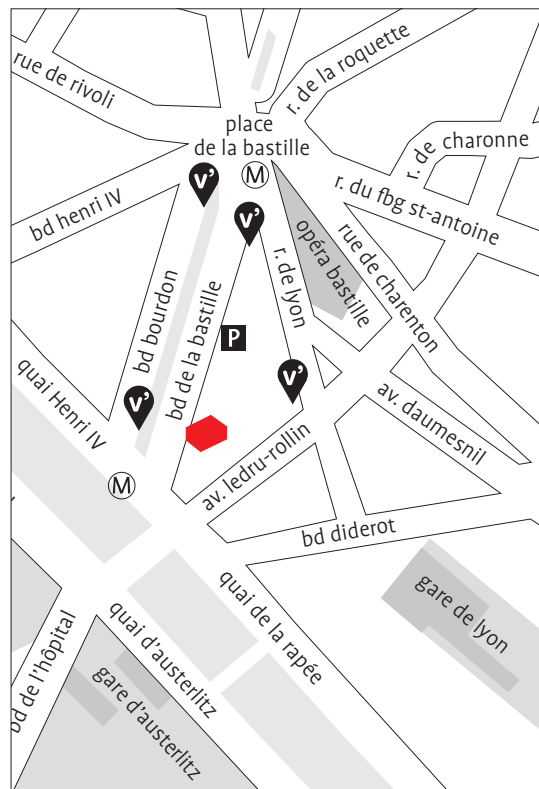 rue de rivoli
r. de la roquette
place
de la bastille
r. de charonne
M
v'
r. du fbg st-antoine
bd henri IV
v'
opéra bastille
r. de lyon
rue de charenton
bd bourdon
bd de la bastille
P
quai Henri IV
v'
v'
av. daumesnil
av. ledru-rollin
M
bd diderot
gare de lyon
quai de la rapée
quai d'austerlitz
bd de l'hôpital
gare d'austerlitz